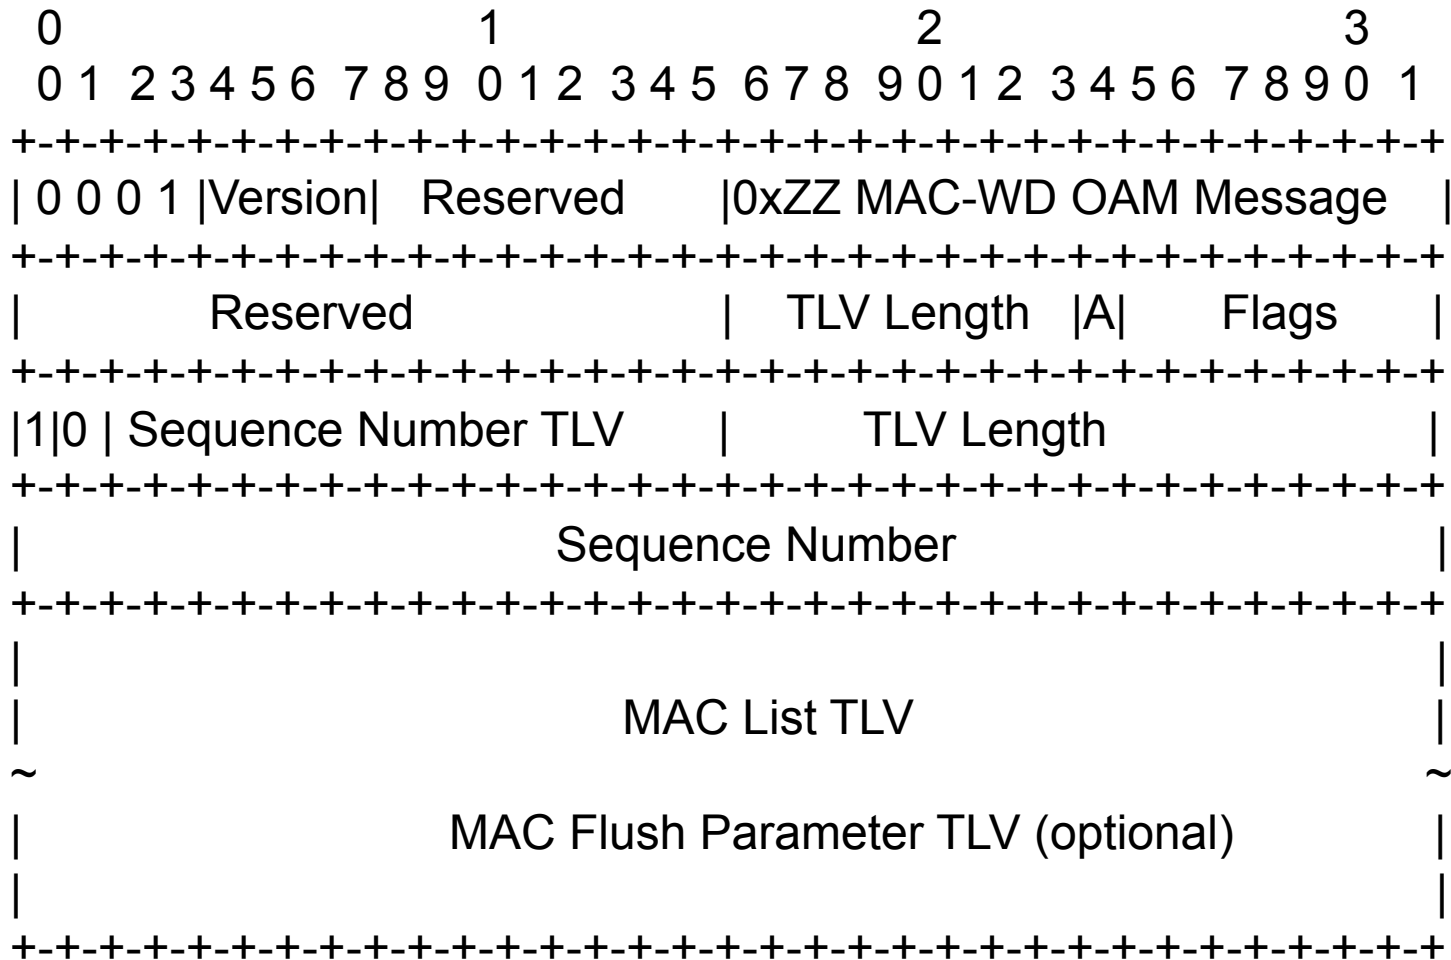 0 1 2 3
0 1 2 3 4 5 6 7 8 9 0 1 2 3 4 5 6 7 8 9 0 1 2 3 4 5 6 7 8 9 0 1
+-+-+-+-+-+-+-+-+-+-+-+-+-+-+-+-+-+-+-+-+-+-+-+-+-+-+-+-+-+-+-+-+
| 0 0 0 1 |Version| Reserved |0xZZ MAC-WD OAM Message |
+-+-+-+-+-+-+-+-+-+-+-+-+-+-+-+-+-+-+-+-+-+-+-+-+-+-+-+-+-+-+-+-+
| Reserved | TLV Length |A| Flags |
+-+-+-+-+-+-+-+-+-+-+-+-+-+-+-+-+-+-+-+-+-+-+-+-+-+-+-+-+-+-+-+-+
|1|0 | Sequence Number TLV | TLV Length |
+-+-+-+-+-+-+-+-+-+-+-+-+-+-+-+-+-+-+-+-+-+-+-+-+-+-+-+-+-+-+-+-+
| Sequence Number |
+-+-+-+-+-+-+-+-+-+-+-+-+-+-+-+-+-+-+-+-+-+-+-+-+-+-+-+-+-+-+-+-+
| |
| MAC List TLV |
~ ~
| MAC Flush Parameter TLV (optional) |
| |
+-+-+-+-+-+-+-+-+-+-+-+-+-+-+-+-+-+-+-+-+-+-+-+-+-+-+-+-+-+-+-+-+